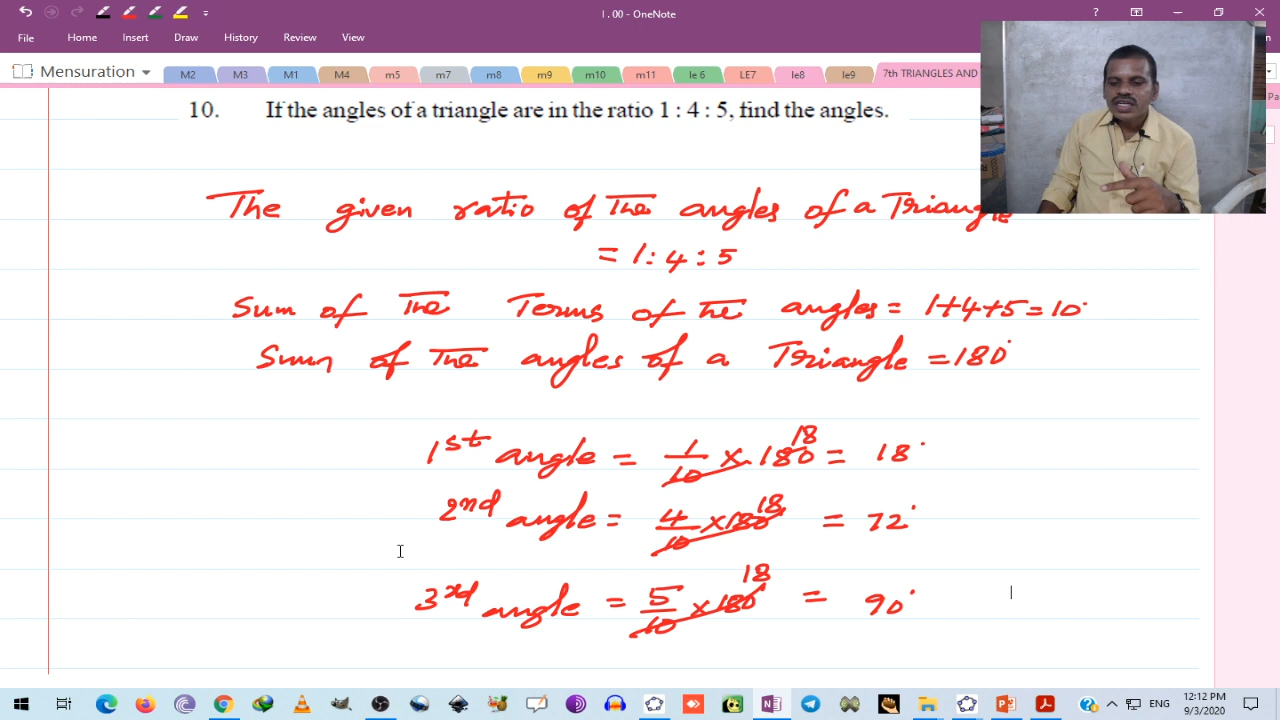 1.00 - OneNote
File Home Insert Draw History Review View
Mensuration M2 M3 M1 M4 m5 m7 m8 m9 m10 m11 le 6 LE7 le8 le9 7th TRIANGLES AND
10. If the angles of a triangle are in the ratio 1 : 4 : 5, find the angles.
The given ratio of the angles of a Triangle
= 1 : 4 : 5
Sum of the Terms of the angles = 1+4+5 = 10
Sum of the angles of a Triangle = 180°
18
1st angle = 1/10 × 180 = 18°
18
2nd angle = 4/10 × 180 = 72°
18
3rd angle = 5/10 × 180 = 90°
12:12 PM
ENG
9/3/2020